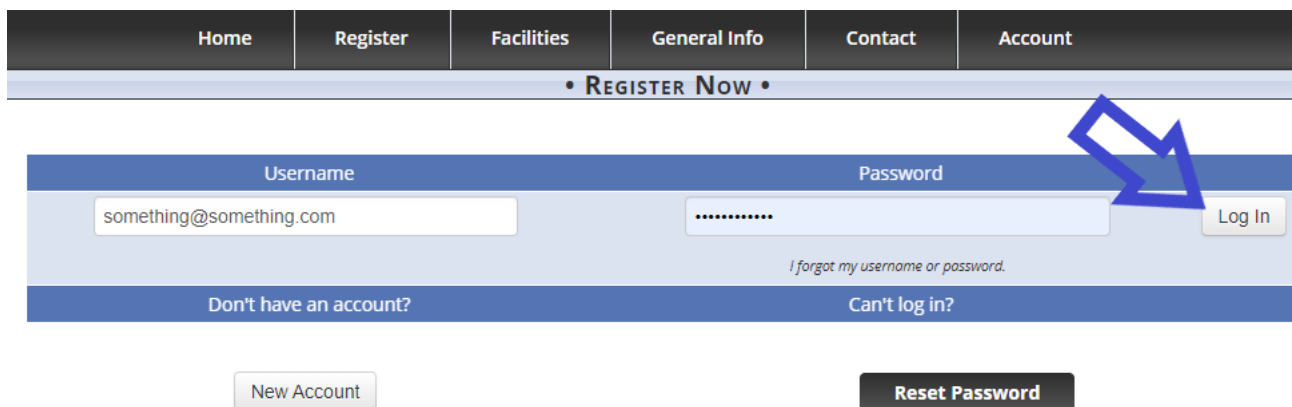 Home Register Facilities General Info Contact Account
• Register Now •
Username Password
something@something.com •••••••••••• Log In
I forgot my username or password.
Don't have an account? Can't log in?
New Account Reset Password